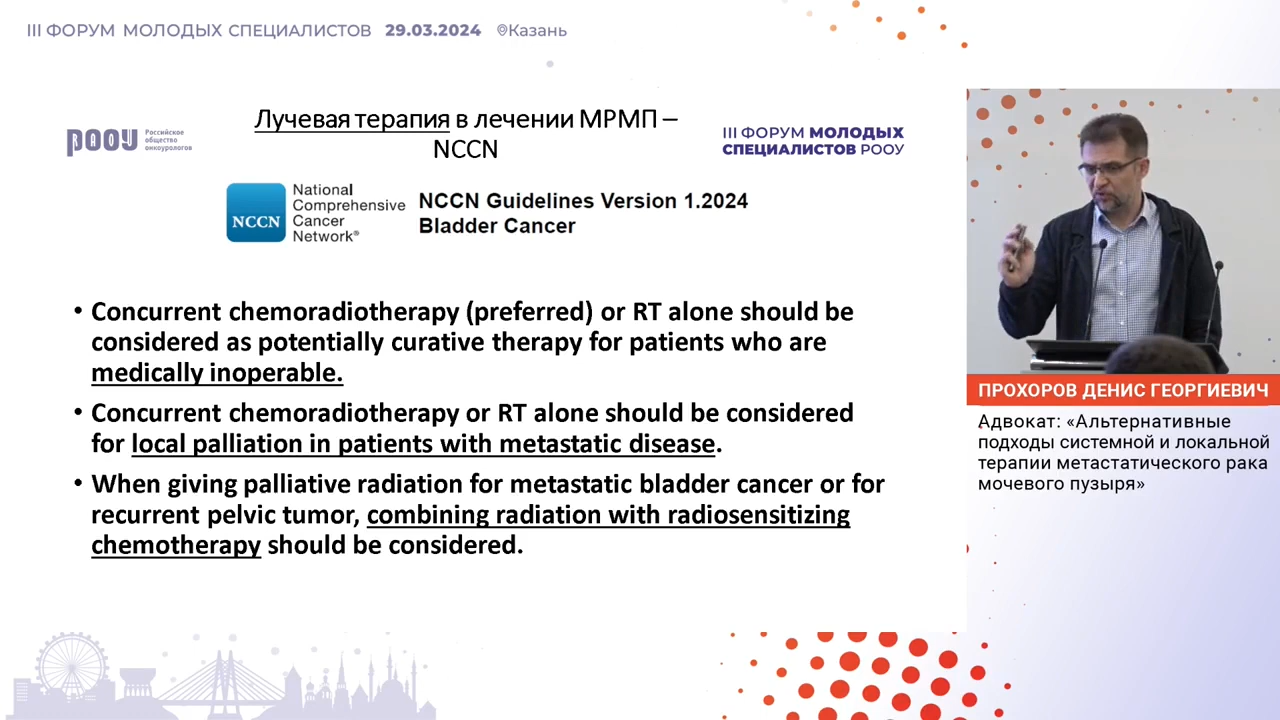 III ФОРУМ МОЛОДЫХ СПЕЦИАЛИСТОВ 29.03.2024 Казань
РООУ
Российское
общество
онкоурологов
Лучевая терапия в лечении МРМП –
NCCN
III ФОРУМ МОЛОДЫХ
СПЕЦИАЛИСТОВ РООУ
NCCN
National
Comprehensive
Cancer
Network®
NCCN Guidelines Version 1.2024
Bladder Cancer
• Concurrent chemoradiotherapy (preferred) or RT alone should be
considered as potentially curative therapy for patients who are
medically inoperable.
• Concurrent chemoradiotherapy or RT alone should be considered
for local palliation in patients with metastatic disease.
• When giving palliative radiation for metastatic bladder cancer or for
recurrent pelvic tumor, combining radiation with radiosensitizing
chemotherapy should be considered.
ПРОХОРОВ ДЕНИС ГЕОРГИЕВИЧ
Адвокат: «Альтернативные
подходы системной и локальной
терапии метастатического рака
мочевого пузыря»